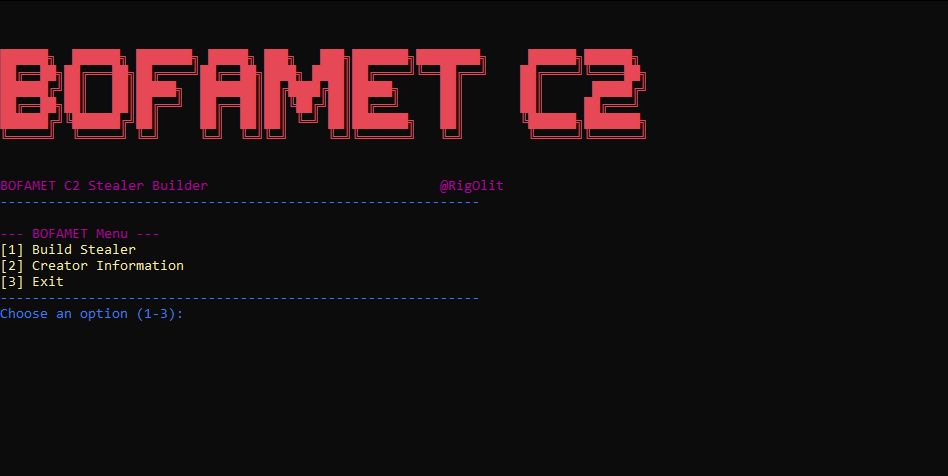 BOFAMET C2
BOFAMET C2 Stealer Builder @RigOlit
------------------------------------------------------------
--- BOFAMET Menu ---
[1] Build Stealer
[2] Creator Information
[3] Exit
------------------------------------------------------------
Choose an option (1-3):